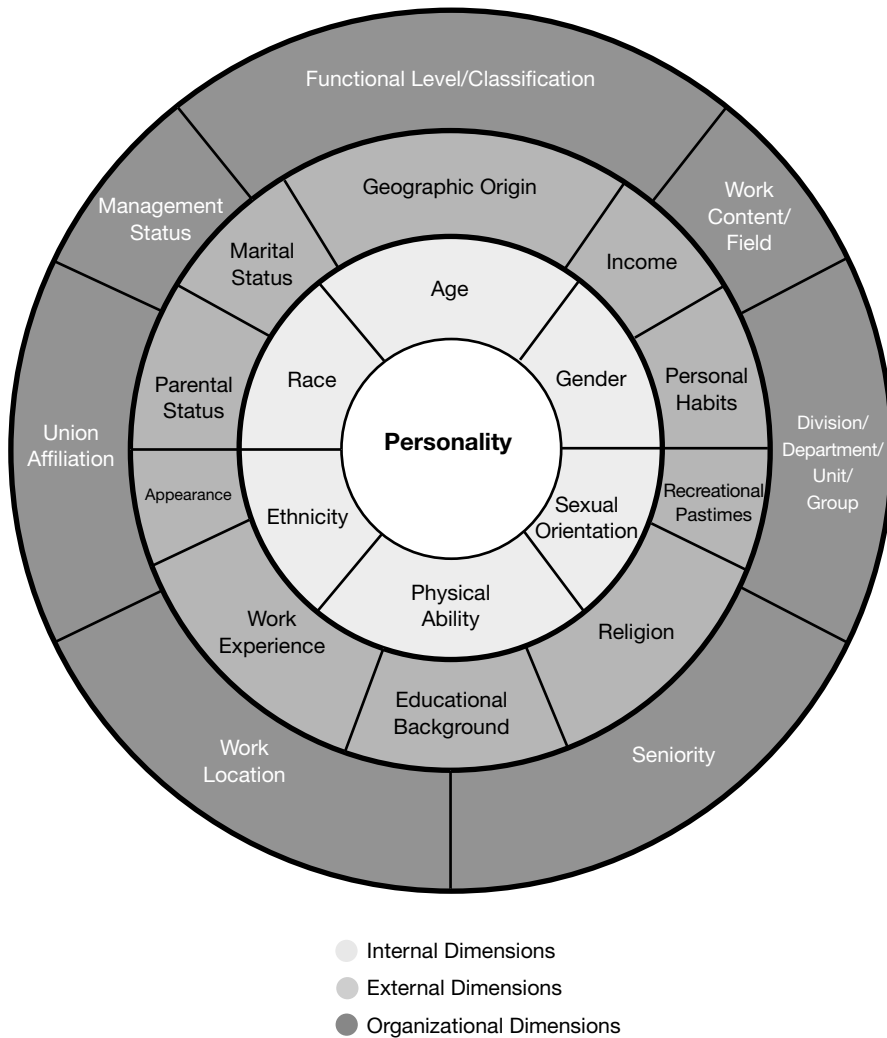 Functional Level/Classification
Work
Content/
Field
Division/
Department/
Unit/
Group
Seniority
Work
Location
Union
Affiliation
Management
Status
Geographic Origin
Income
Personal
Habits
Recreational
Pastimes
Religion
Educational
Background
Work
Experience
Appearance
Parental
Status
Marital
Status
Age
Gender
Sexual
Orientation
Physical
Ability
Ethnicity
Race
Personality
Internal Dimensions
External Dimensions
Organizational Dimensions